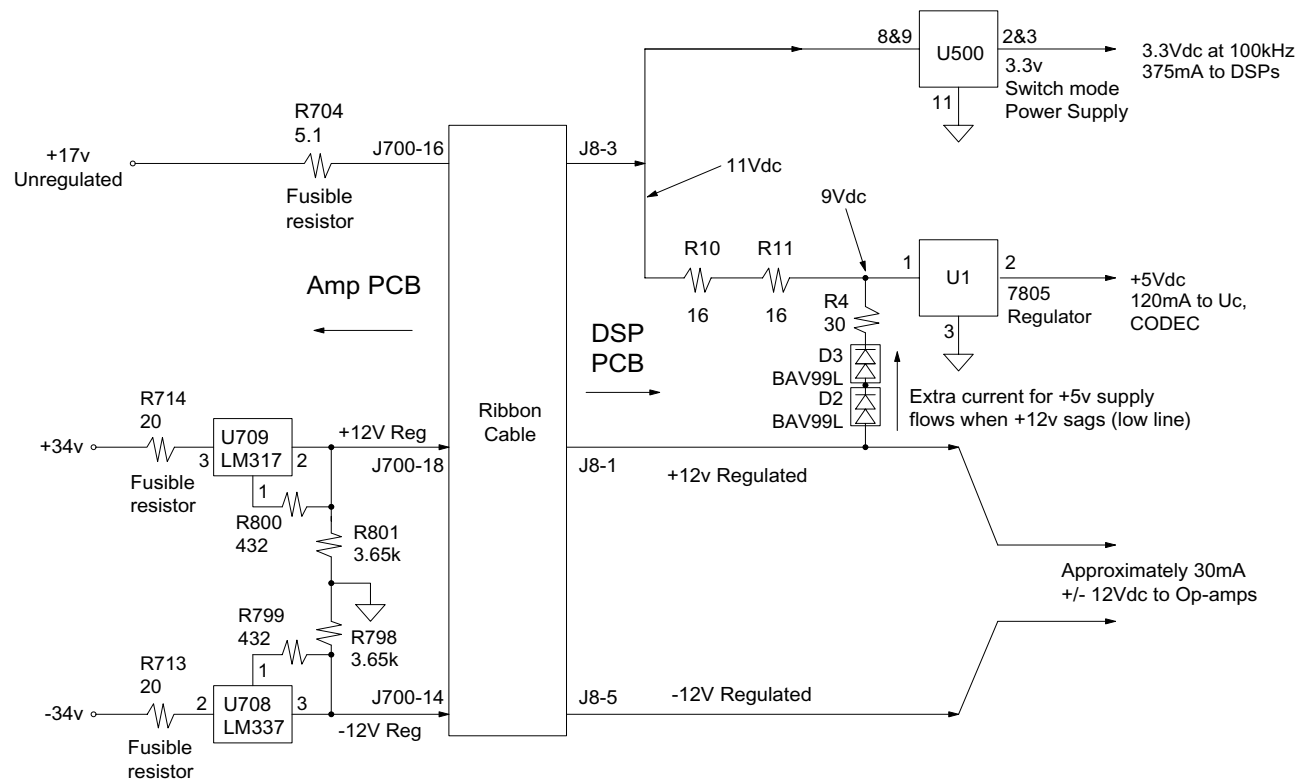 8&9
U500
2&3
3.3v
Switch mode
Power Supply
11
3.3Vdc at 100kHz
375mA to DSPs
+17v
Unregulated
R704
5.1
Fusible
resistor
J700-16
J8-3
11Vdc
9Vdc
R10
16
R11
16
1
U1
2
7805
Regulator
3
+5Vdc
120mA to Uc,
CODEC
Amp PCB
DSP
PCB
R4
30
D3
BAV99L
D2
BAV99L
Extra current for +5v supply
flows when +12v sags (low line)
Ribbon
Cable
R714
20
+34v
Fusible
resistor
3
U709
LM317
2
1
+12V Reg
J700-18
J8-1
+12v Regulated
R800
432
R801
3.65k
R799
432
R798
3.65k
Approximately 30mA
+/- 12Vdc to Op-amps
R713
20
-34v
Fusible
resistor
2
U708
LM337
3
1
J700-14
-12V Reg
J8-5
-12V Regulated